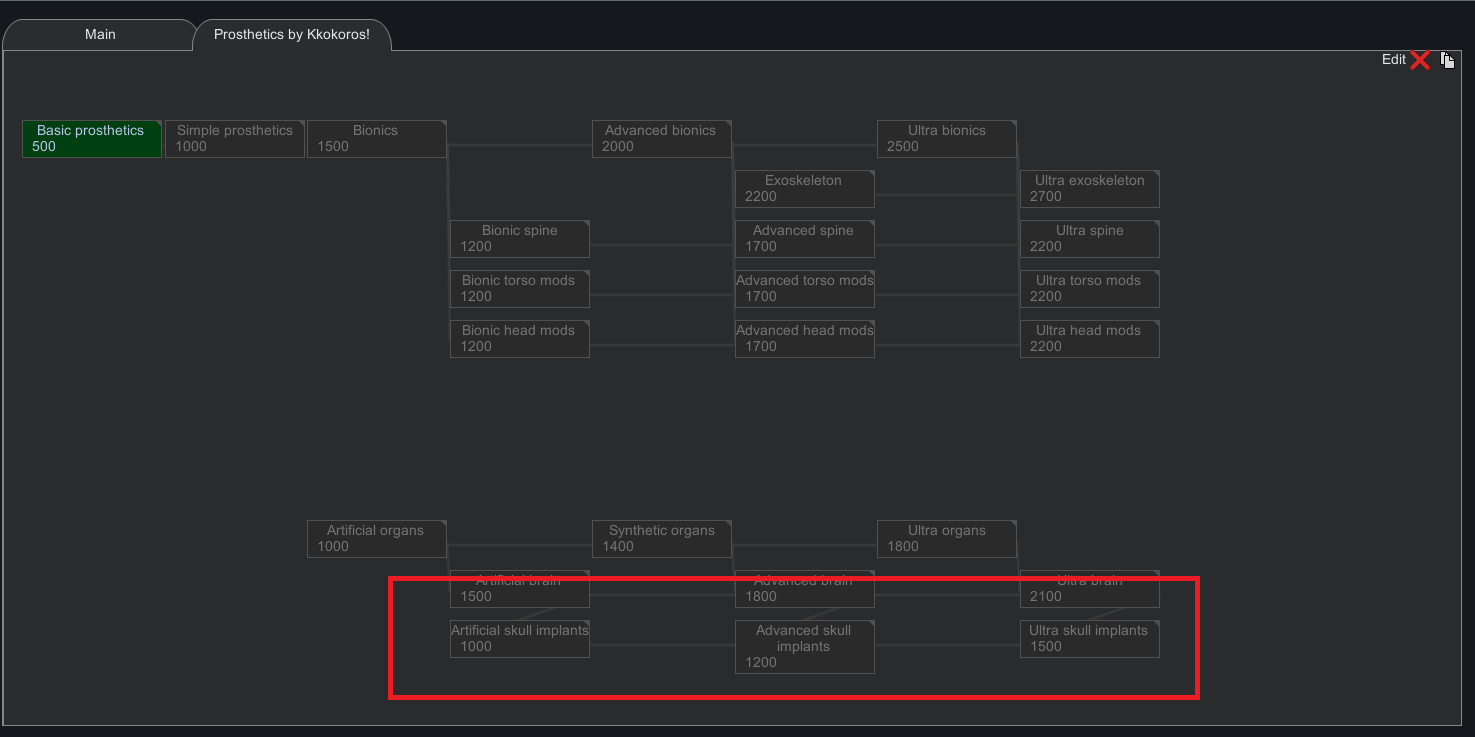 Main
Prosthetics by Kkokoros!
Edit
Basic prosthetics
500
Simple prosthetics
1000
Bionics
1500
Advanced bionics
2000
Ultra bionics
2500
Exoskeleton
2200
Ultra exoskeleton
2700
Bionic spine
1200
Advanced spine
1700
Ultra spine
2200
Bionic torso mods
1200
Advanced torso mods
1700
Ultra torso mods
2200
Bionic head mods
1200
Advanced head mods
1700
Ultra head mods
2200
Artificial organs
1000
Synthetic organs
1400
Ultra organs
1800
Artificial brain
1500
Advanced brain
1800
Ultra brain
2100
Artificial skull implants
1000
Advanced skull
implants
1200
Ultra skull implants
1500